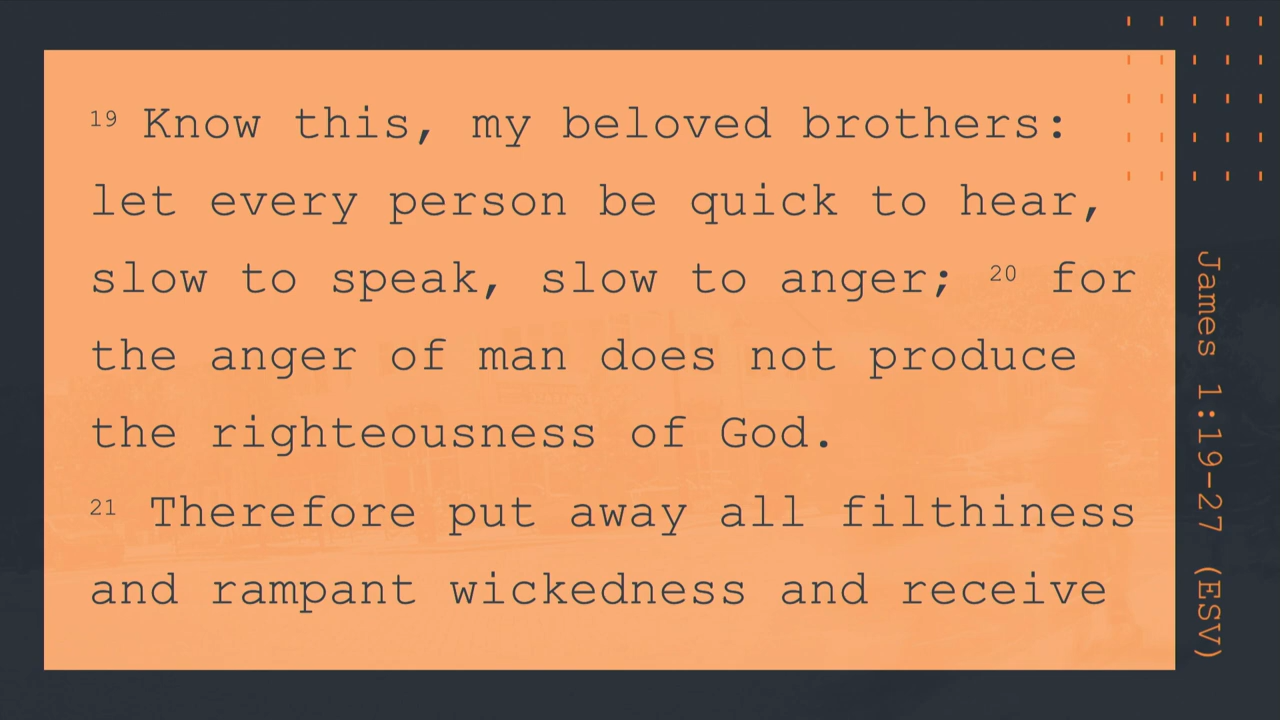 19 Know this, my beloved brothers:
let every person be quick to hear,
slow to speak, slow to anger; 20 for
the anger of man does not produce
the righteousness of God.
21 Therefore put away all filthiness
and rampant wickedness and receive
James 1:19-27 (ESV)